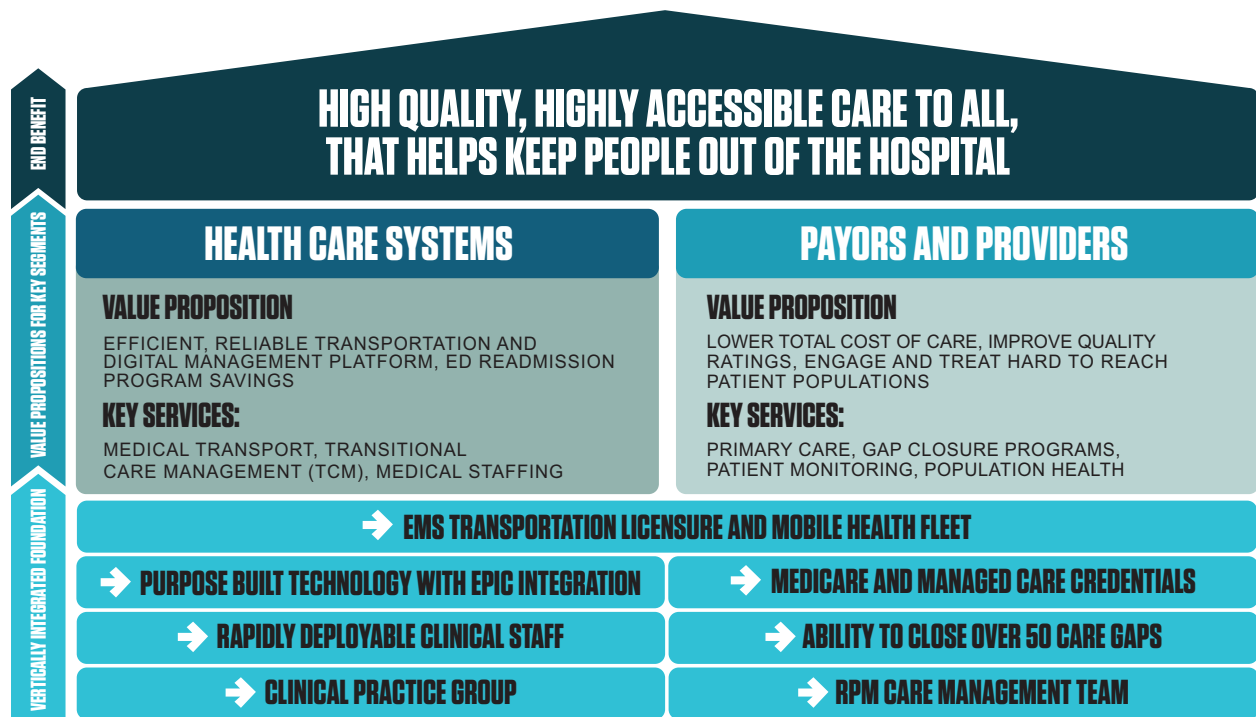 END BENEFIT
HIGH QUALITY, HIGHLY ACCESSIBLE CARE TO ALL,
THAT HELPS KEEP PEOPLE OUT OF THE HOSPITAL
VALUE PROPOSITIONS FOR KEY SEGMENTS
HEALTH CARE SYSTEMS
VALUE PROPOSITION
EFFICIENT, RELIABLE TRANSPORTATION AND
DIGITAL MANAGEMENT PLATFORM, ED READMISSION
PROGRAM SAVINGS
KEY SERVICES:
MEDICAL TRANSPORT, TRANSITIONAL
CARE MANAGEMENT (TCM), MEDICAL STAFFING
PAYORS AND PROVIDERS
VALUE PROPOSITION
LOWER TOTAL COST OF CARE, IMPROVE QUALITY
RATINGS, ENGAGE AND TREAT HARD TO REACH
PATIENT POPULATIONS
KEY SERVICES:
PRIMARY CARE, GAP CLOSURE PROGRAMS,
PATIENT MONITORING, POPULATION HEALTH
VERTICALLY INTEGRATED FOUNDATION
EMS TRANSPORTATION LICENSURE AND MOBILE HEALTH FLEET
PURPOSE BUILT TECHNOLOGY WITH EPIC INTEGRATION
MEDICARE AND MANAGED CARE CREDENTIALS
RAPIDLY DEPLOYABLE CLINICAL STAFF
ABILITY TO CLOSE OVER 50 CARE GAPS
CLINICAL PRACTICE GROUP
RPM CARE MANAGEMENT TEAM